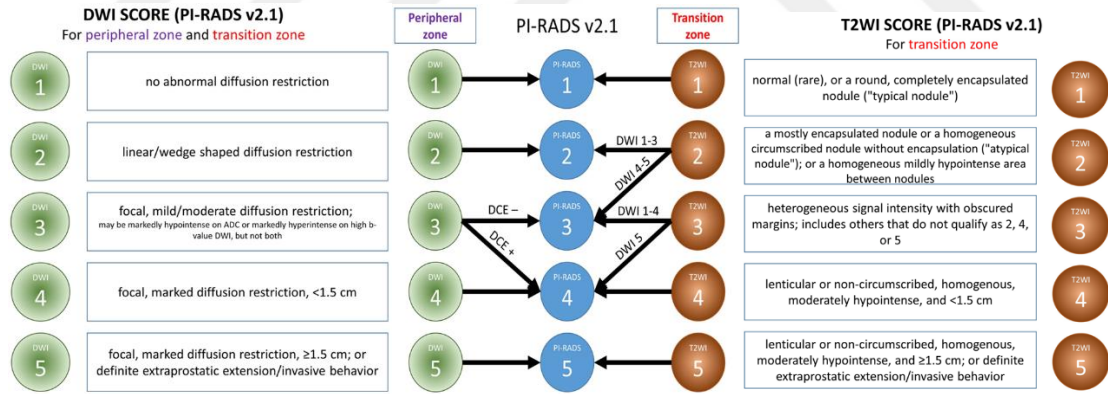 DWI SCORE (PI-RADS v2.1)
For peripheral zone and transition zone
DWI
1
no abnormal diffusion restriction
DWI
2
linear/wedge shaped diffusion restriction
DWI
3
focal, mild/moderate diffusion restriction;
may be markedly hypointense on ADC or markedly hyperintense on high b-
value DWI, but not both
DWI
4
focal, marked diffusion restriction, <1.5 cm
DWI
5
focal, marked diffusion restriction, ≥1.5 cm; or
definite extraprostatic extension/invasive behavior
Peripheral
zone
PI-RADS v2.1
Transition
zone
DWI
1
PI-RADS
1
T2WI
1
DWI
2
PI-RADS
2
DWI 1-3
T2WI
2
DWI 4-5
DWI
3
DCE –
PI-RADS
3
DWI 1-4
T2WI
3
DCE +
DWI 5
DWI
4
PI-RADS
4
T2WI
4
DWI
5
PI-RADS
5
T2WI
5
T2WI SCORE (PI-RADS v2.1)
For transition zone
normal (rare), or a round, completely encapsulated
nodule ("typical nodule")
T2WI
1
a mostly encapsulated nodule or a homogeneous
circumscribed nodule without encapsulation ("atypical
nodule"); or a homogeneous mildly hypointense area
between nodules
T2WI
2
heterogeneous signal intensity with obscured
margins; includes others that do not qualify as 2, 4,
or 5
T2WI
3
lenticular or non-circumscribed, homogenous,
moderately hypointense, and <1.5 cm
T2WI
4
lenticular or non-circumscribed, homogenous,
moderately hypointense, and ≥1.5 cm; or definite
extraprostatic extension/invasive behavior
T2WI
5